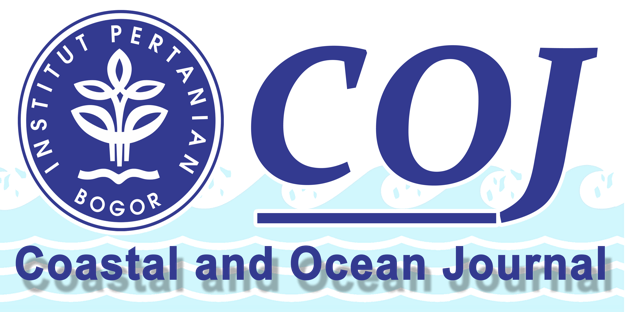 INSTITUT PERTANIAN
BOGOR
COJ
Coastal and Ocean Journal